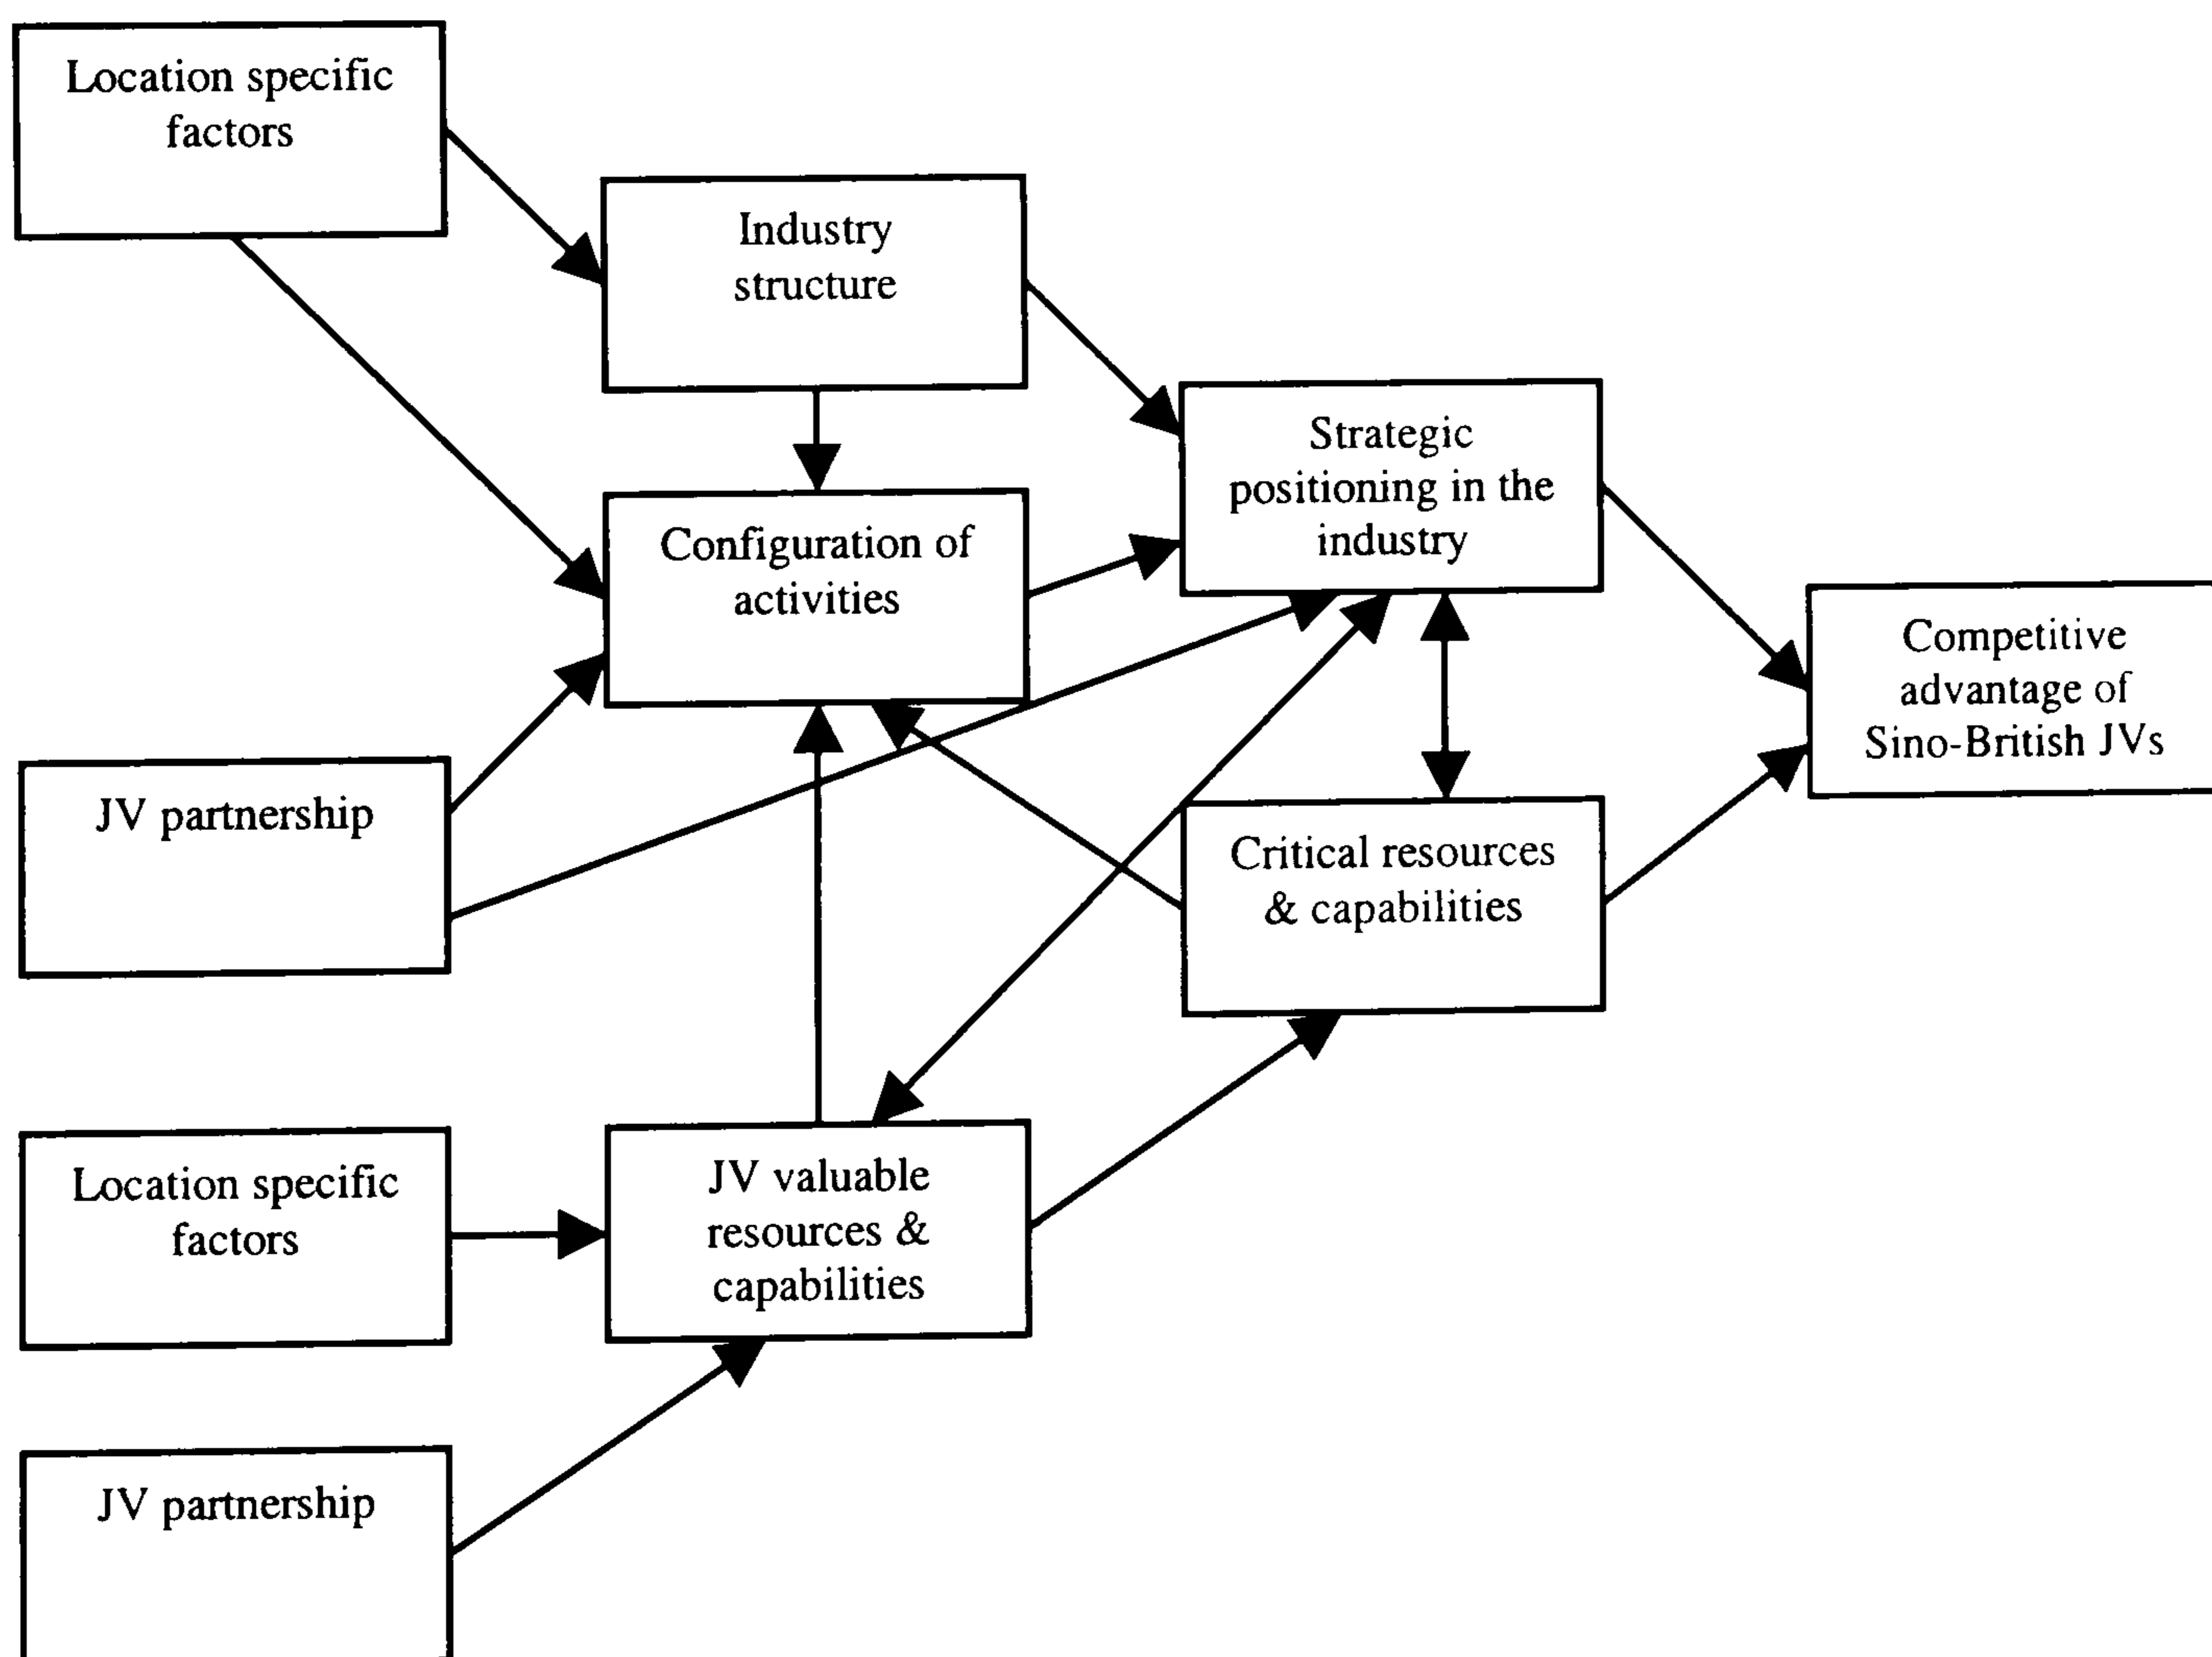 Location specific
factors
Industry
structure
Strategic
positioning in the
industry
Configuration of
activities
Competitive
advantage of
Sino-British JVs
JV partnership
Critical resources
& capabilities
Location specific
factors
JV valuable
resources &
capabilities
JV partnership